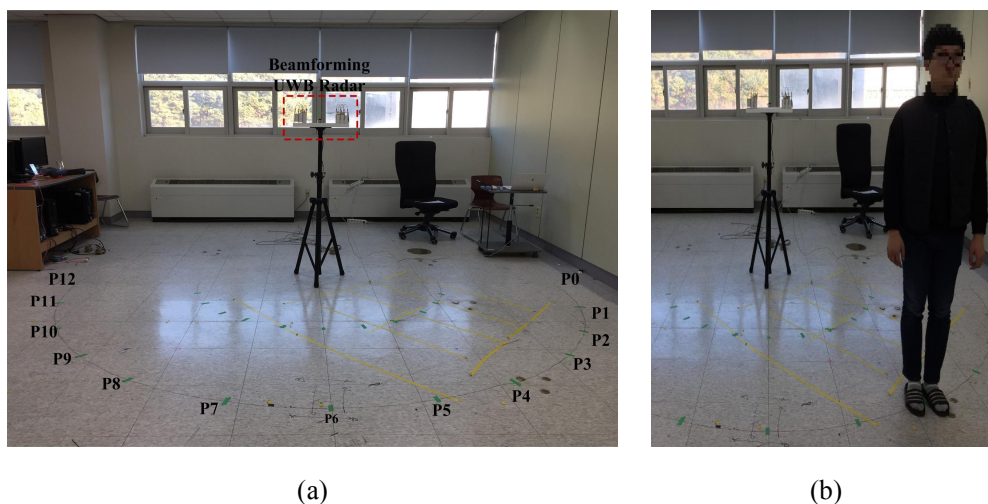 Beamforming
UWB Radar
P12
P0
P11
P1
P10
P2
P9
P3
P8
P4
P7
P5
P6
(a)
(b)